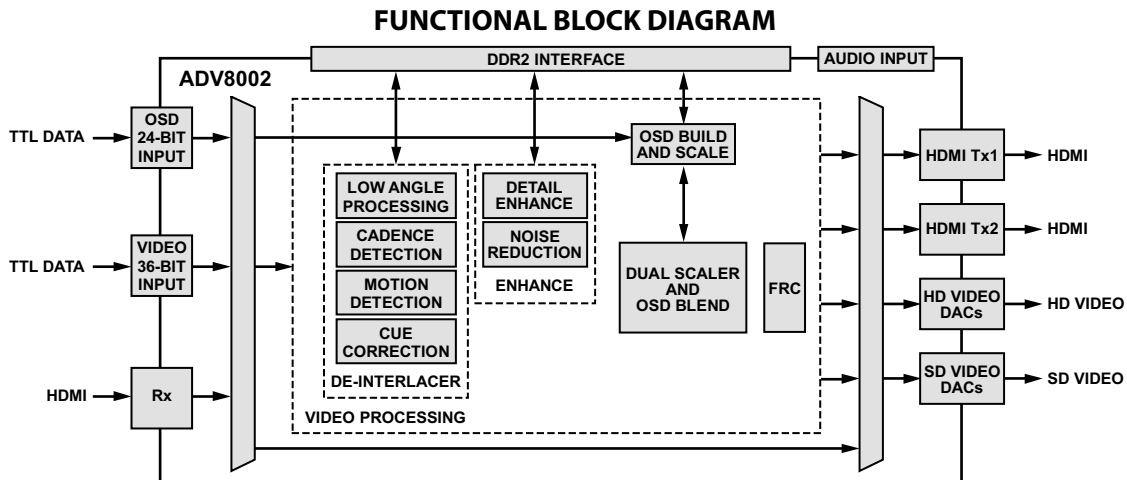 FUNCTIONAL BLOCK DIAGRAM
DDR2 INTERFACE
AUDIO INPUT
ADV8002
TTL DATA
OSD
24-BIT
INPUT
OSD BUILD
AND SCALE
HDMI Tx1
HDMI
LOW ANGLE
PROCESSING
DETAIL
ENHANCE
CADENCE
DETECTION
NOISE
REDUCTION
HDMI Tx2
HDMI
TTL DATA
VIDEO
36-BIT
INPUT
MOTION
DETECTION
ENHANCE
DUAL SCALER
AND
OSD BLEND
FRC
HD VIDEO
DACs
HD VIDEO
CUE
CORRECTION
DE-INTERLACER
SD VIDEO
DACs
SD VIDEO
HDMI
Rx
VIDEO PROCESSING